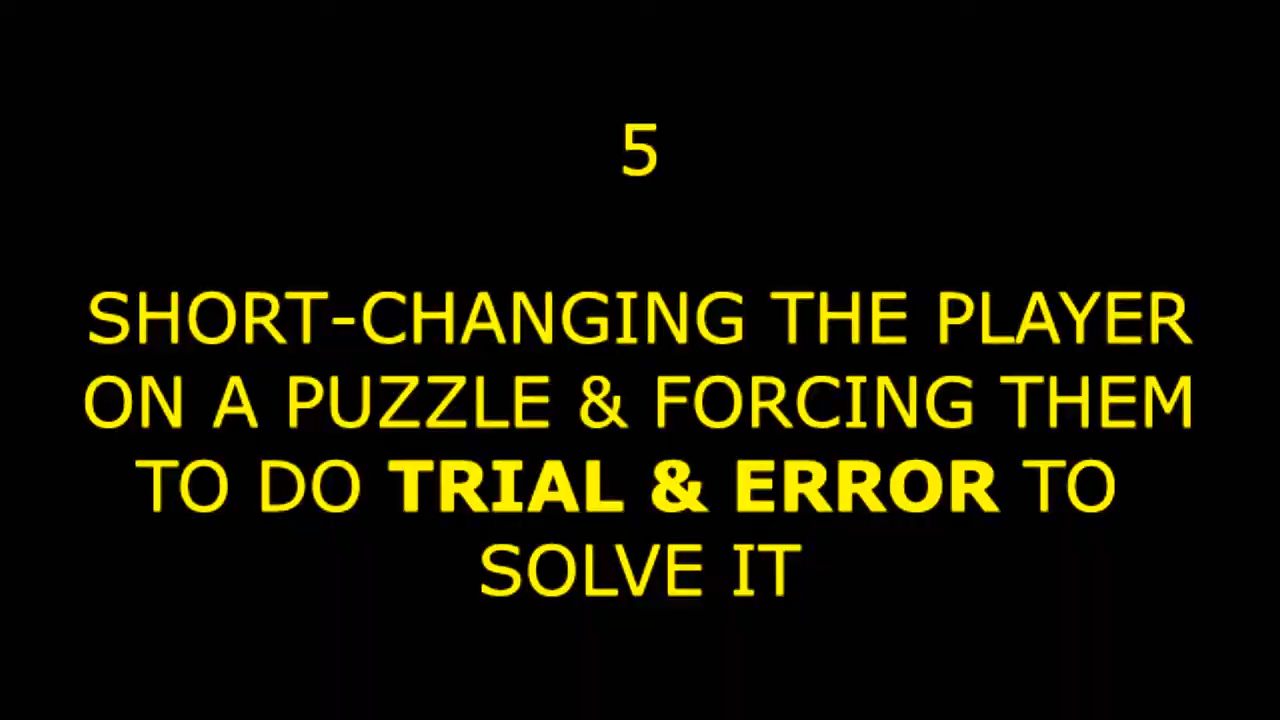 5
SHORT-CHANGING THE PLAYER
ON A PUZZLE & FORCING THEM
TO DO TRIAL & ERROR TO
SOLVE IT